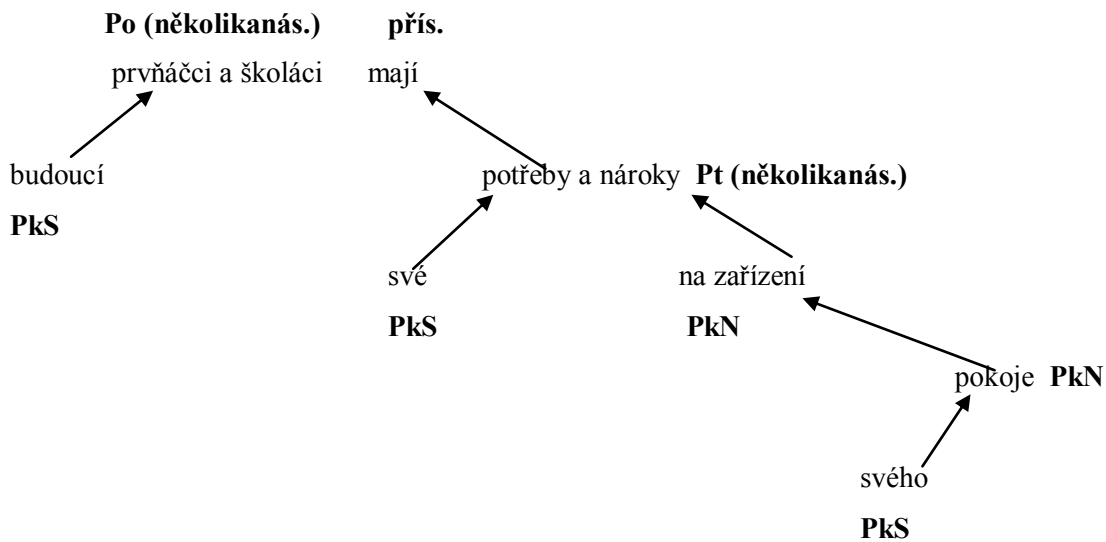 Po (několikanás.) přís.
prvňáčci a školáci mají
budoucí potřeby a nároky Pt (několikanás.)
PkS
své na zařízení
PkS PkN
pokoje PkN
svého
PkS